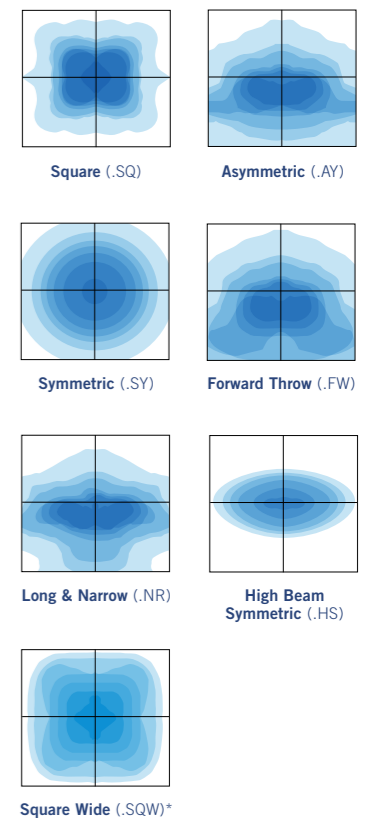 Square (.SQ)
Asymmetric (.AY)
Symmetric (.SY)
Forward Throw (.FW)
Long & Narrow (.NR)
High Beam
Symmetric (.HS)
Square Wide (.SQW)*